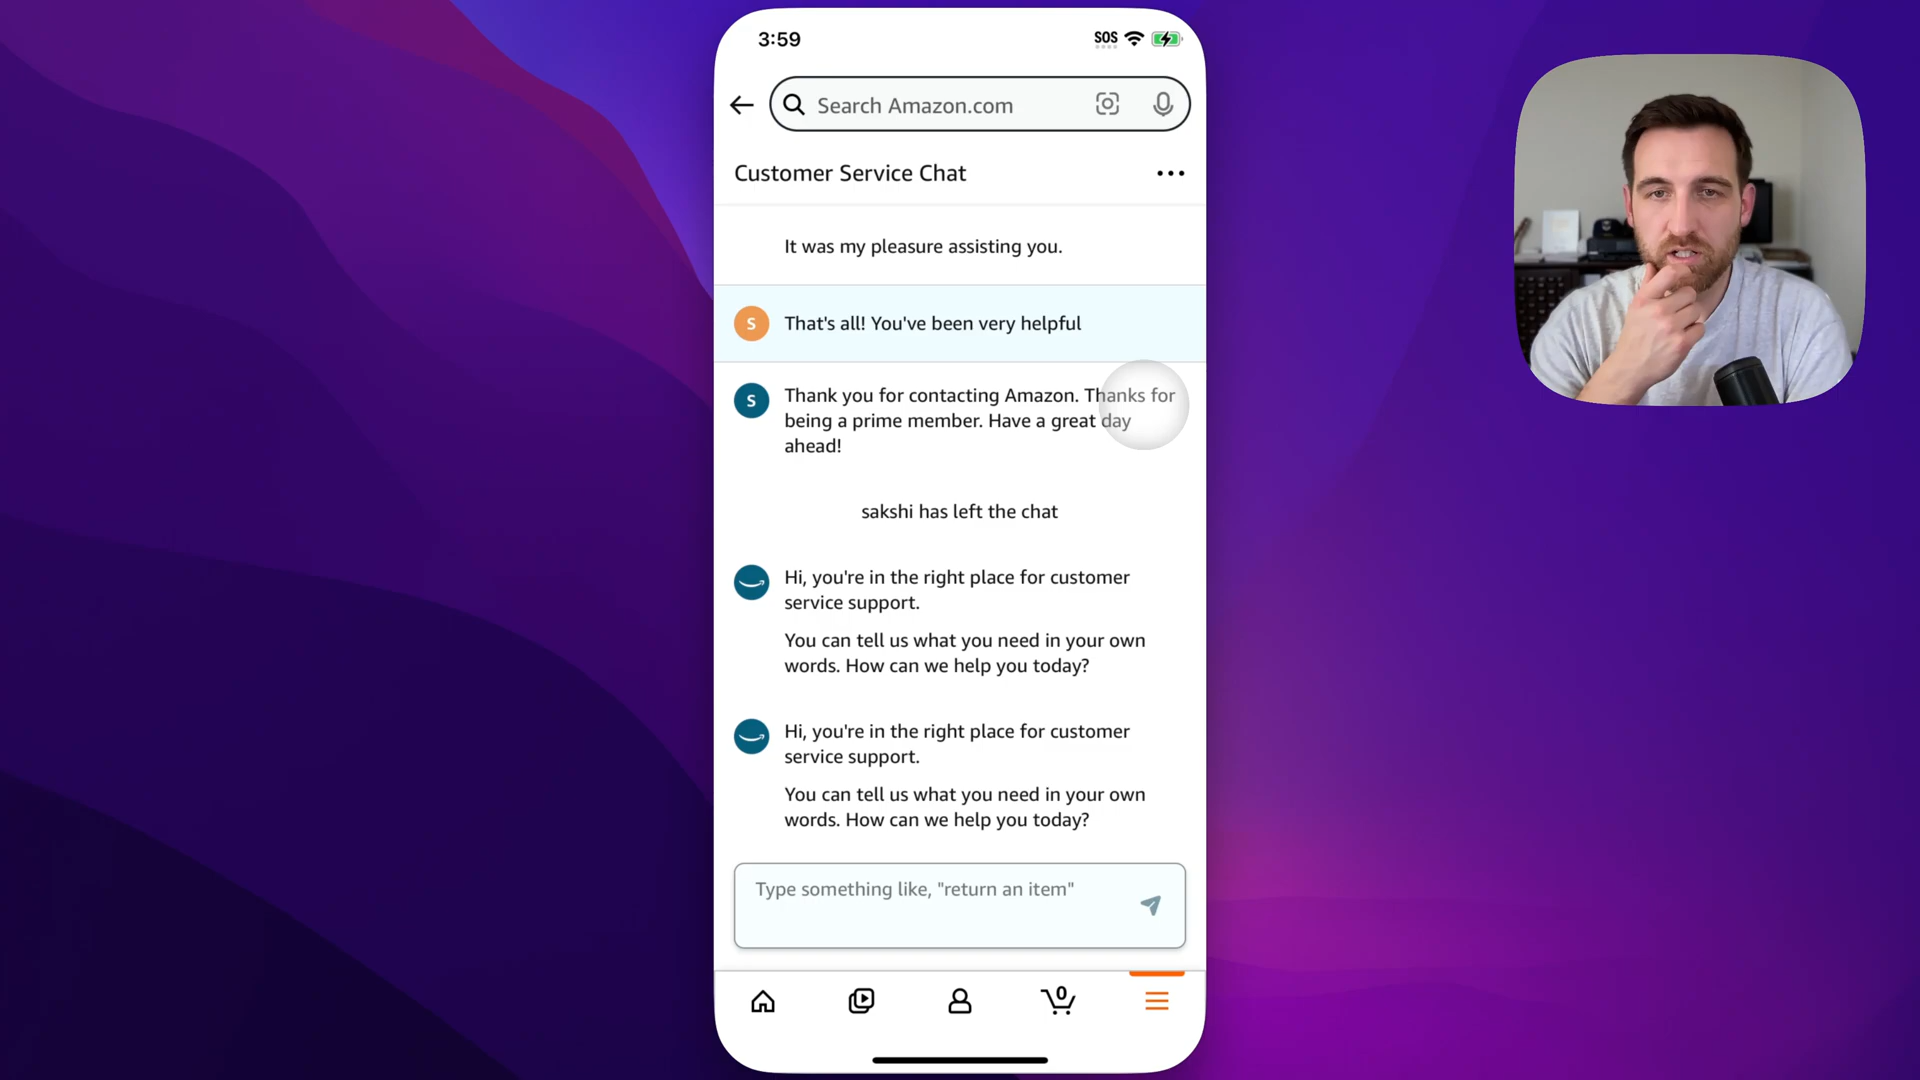 3:59
SOS
Search Amazon.com
Customer Service Chat
It was my pleasure assisting you.
S
That's all! You've been very helpful
S
Thank you for contacting Amazon. Thanks for
being a prime member. Have a great day
ahead!
sakshi has left the chat
Hi, you're in the right place for customer
service support.
You can tell us what you need in your own
words. How can we help you today?
Hi, you're in the right place for customer
service support.
You can tell us what you need in your own
words. How can we help you today?
Type something like, "return an item"
0